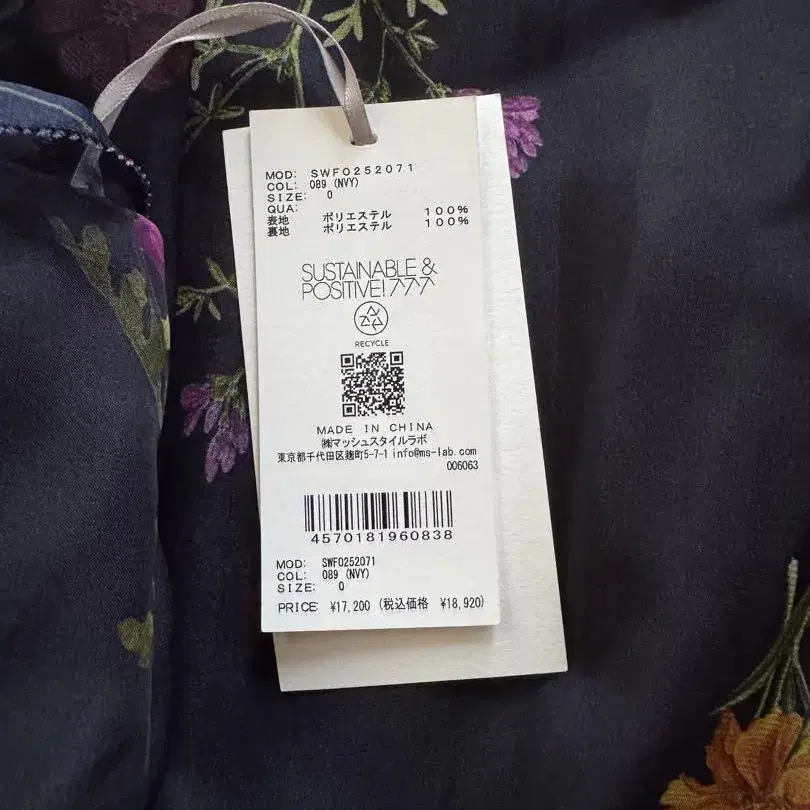 MOD: SWFO252071
COL: 089 (NVY)
SIZE: 0
QUA:
表地 ポリエステル 100%
裏地 ポリエステル 100%
SUSTAINABLE &
POSITIVE! 777
RECYCLE
MADE IN CHINA
㈱マッシュスタイルラボ
東京都千代田区麹町5-7-1 info@ms-lab.com
006063
4570181960838
MOD: SWFO252071
COL: 089 (NVY)
SIZE: 0
PRICE: ¥17,200 (税込価格 ¥18,920)